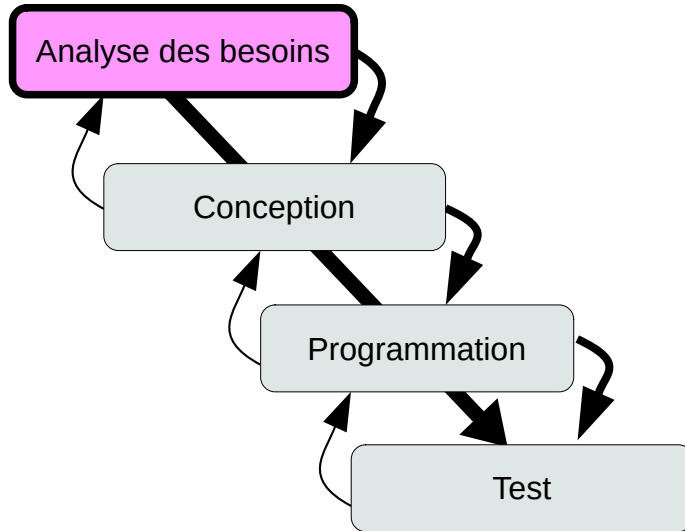 Analyse des besoins
Conception
Programmation
Test